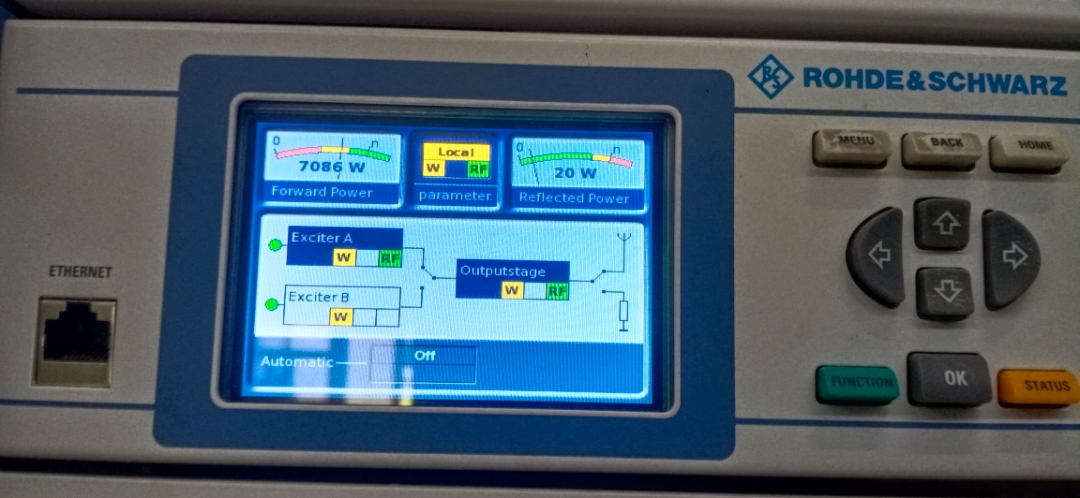 ROHDE&SCHWARZ
MENU
BACK
HOME
0
n
7086 W
Forward Power
Local
W RF
parameter
0
n
20 W
Reflected Power
Exciter A
W RF
Outputstage
W RF
Exciter B
W
Automatic
Off
ETHERNET
FUNCTION
OK
STATUS